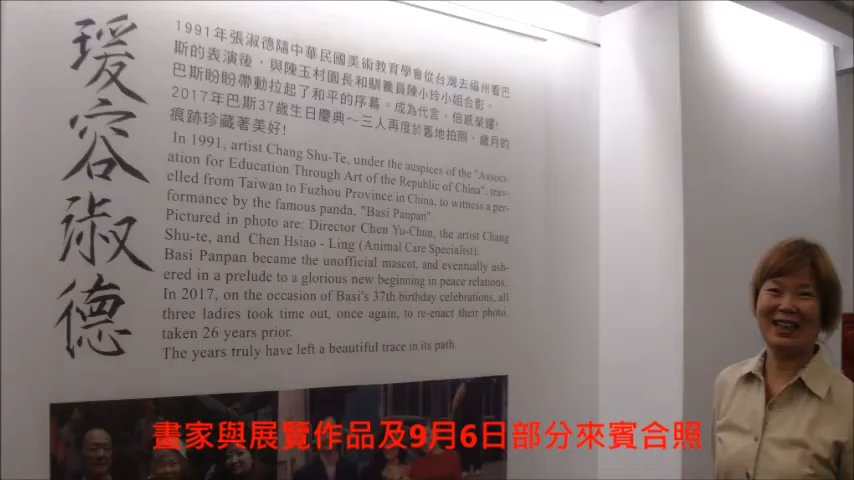 瑗容淑德
1991年張淑德隨中華民國美術教育學會從台灣去福州看巴
斯的表演後，與陳玉村園長和馴養員陳小玲小姐合影。
巴斯盼盼帶動拉起了和平的序幕。成為代言，倍感榮耀!
2017年巴斯37歲生日慶典～三人再度於舊地拍照，歲月的
痕跡珍藏著美好!
In 1991, artist Chang Shu-Te, under the auspices of the "Associ-
ation for Education Through Art of the Republic of China". trav-
elled from Taiwan to Fuzhou Province in China, to witness a per-
formance by the famous panda, "Basi Panpan".
Pictured in photo are: Director Chen Yu-Chun, the artist Chang
Shu-te, and Chen Hsiao - Ling (Animal Care Specialist).
Basi Panpan became the unofficial mascot, and eventually ush-
ered in a prelude to a glorious new beginning in peace relations.
In 2017, on the occasion of Basi's 37th birthday celebrations, all
three ladies took time out, once again, to re-enact their photo,
taken 26 years prior.
The years truly have left a beautiful trace in its path.
畫家與展覽作品及9月6日部分來賓合照